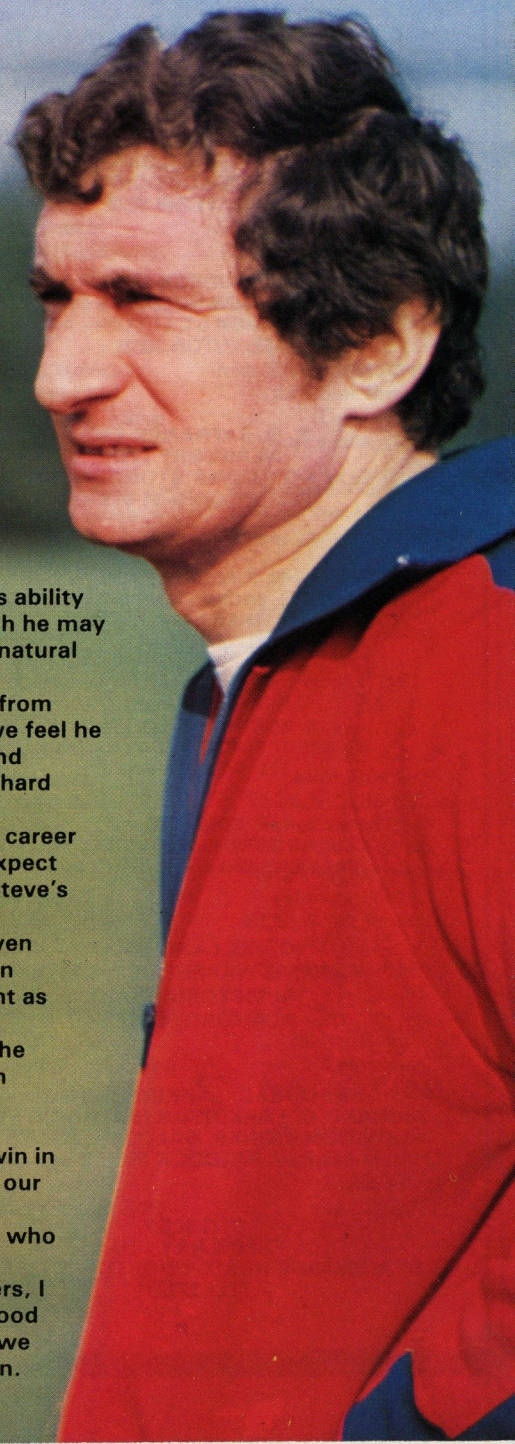 s ability
h he may
natural
from
ve feel he
nd
hard
career
xpect
teve's
ven
n
nt as
he
n
vin in
our
who
rs, I
ood
we
n.